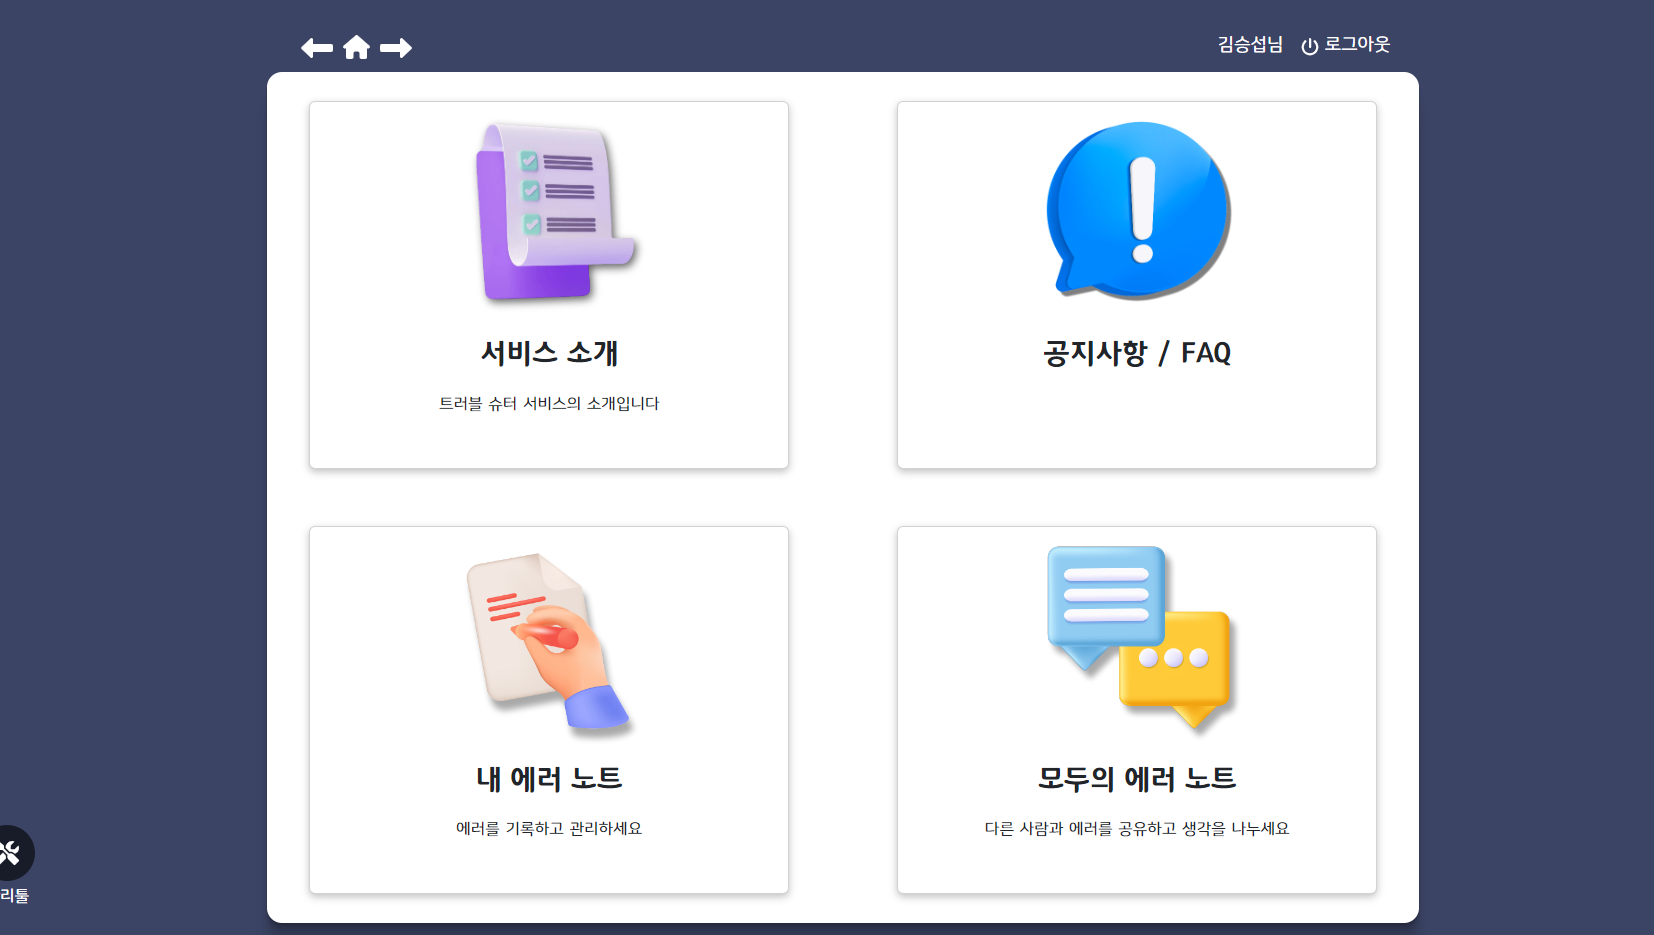 김승섭님 로그아웃
서비스 소개
트러블 슈터 서비스의 소개입니다
공지사항 / FAQ
내 에러 노트
에러를 기록하고 관리하세요
모두의 에러 노트
다른 사람과 에러를 공유하고 생각을 나누세요
리툴